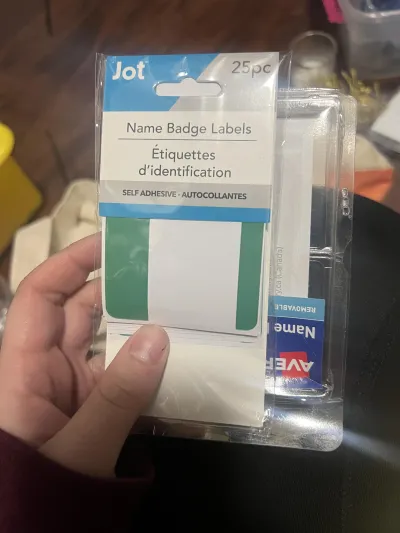 Jot
25pc
Name Badge Labels
Étiquettes
d'identification
SELF ADHESIVE • AUTOCOLLANTES
REMOVABLE
Name
AVER